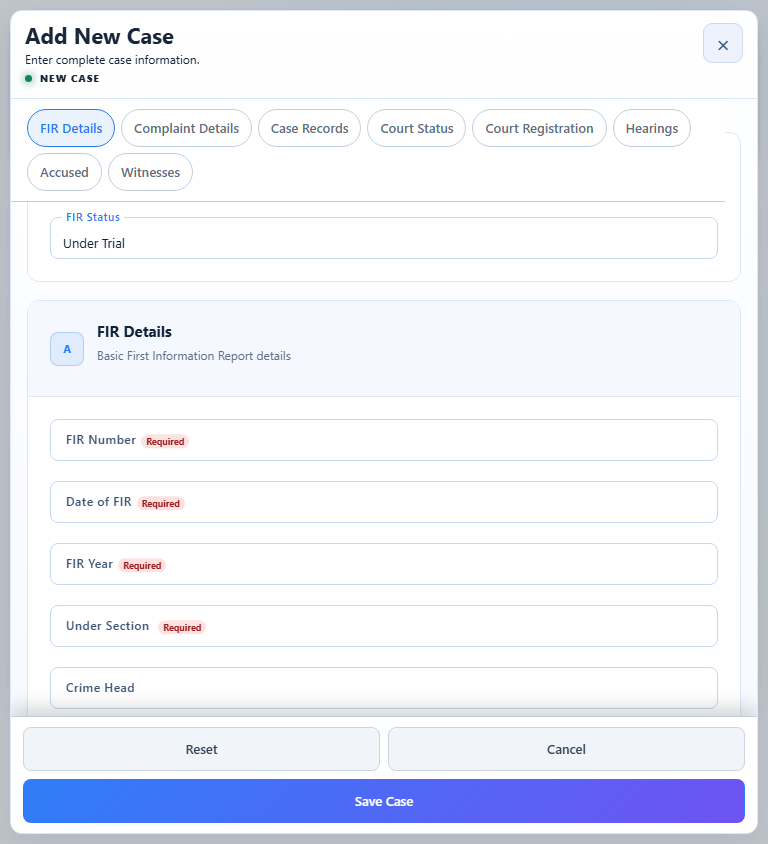 Add New Case
Enter complete case information.
NEW CASE
×
FIR Details
Complaint Details
Case Records
Court Status
Court Registration
Hearings
Accused
Witnesses
FIR Status
Under Trial
A
FIR Details
Basic First Information Report details
FIR Number Required
Date of FIR Required
FIR Year Required
Under Section Required
Crime Head
Reset
Cancel
Save Case